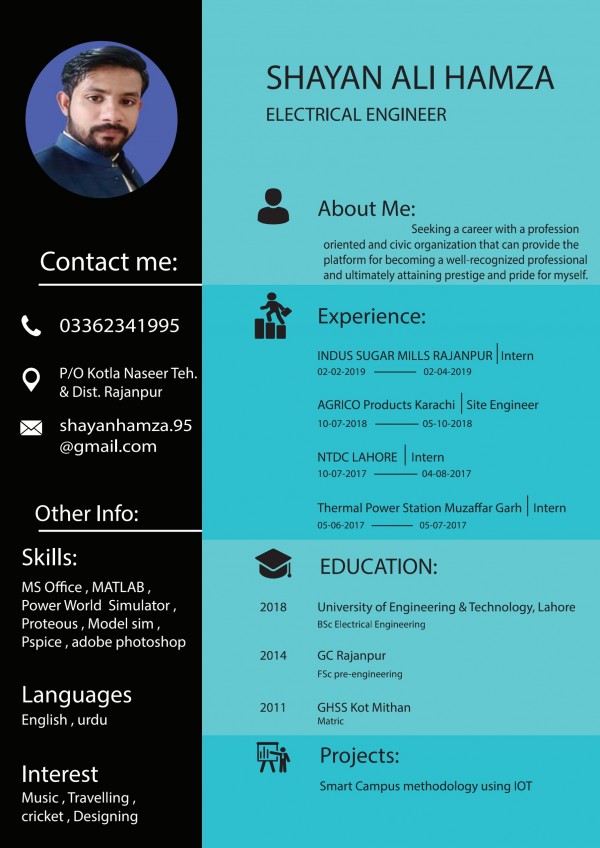 SHAYAN ALI HAMZA
ELECTRICAL ENGINEER
Contact me:
03362341995
P/O Kotla Naseer Teh.
& Dist. Rajanpur
shayanhamza.95
@gmail.com
Other Info:
Skills:
MS Office , MATLAB ,
Power World Simulator ,
Proteous , Model sim ,
Pspice , adobe photoshop
Languages
English , urdu
Interest
Music , Travelling ,
cricket , Designing
About Me:
Seeking a career with a profession
oriented and civic organization that can provide the
platform for becoming a well-recognized professional
and ultimately attaining prestige and pride for myself.
Experience:
INDUS SUGAR MILLS RAJANPUR | Intern
02-02-2019 ——— 02-04-2019
AGRICO Products Karachi | Site Engineer
10-07-2018 ——— 05-10-2018
NTDC LAHORE | Intern
10-07-2017 ——— 04-08-2017
Thermal Power Station Muzaffar Garh | Intern
05-06-2017 ——— 05-07-2017
EDUCATION:
2018 University of Engineering & Technology, Lahore
BSc Electrical Engineering
2014 GC Rajanpur
FSc pre-engineering
2011 GHSS Kot Mithan
Matric
Projects:
Smart Campus methodology using IOT